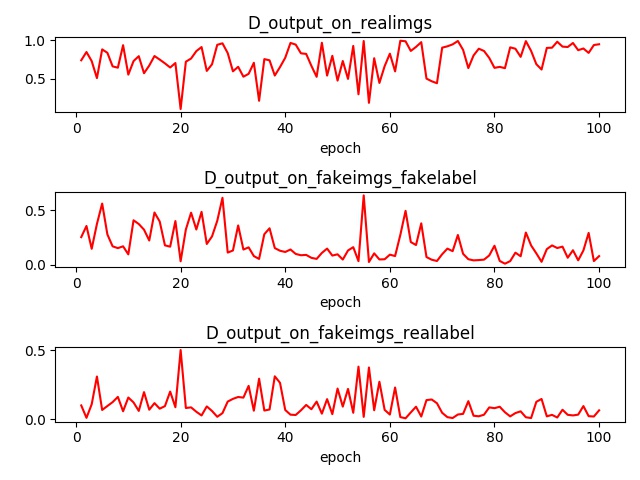 D_output_on_realimgs
1.0
0.5
0 20 40 60 80 100
epoch
D_output_on_fakeimgs_fakelabel
0.5
0.0
0 20 40 60 80 100
epoch
D_output_on_fakeimgs_reallabel
0.5
0.0
0 20 40 60 80 100
epoch